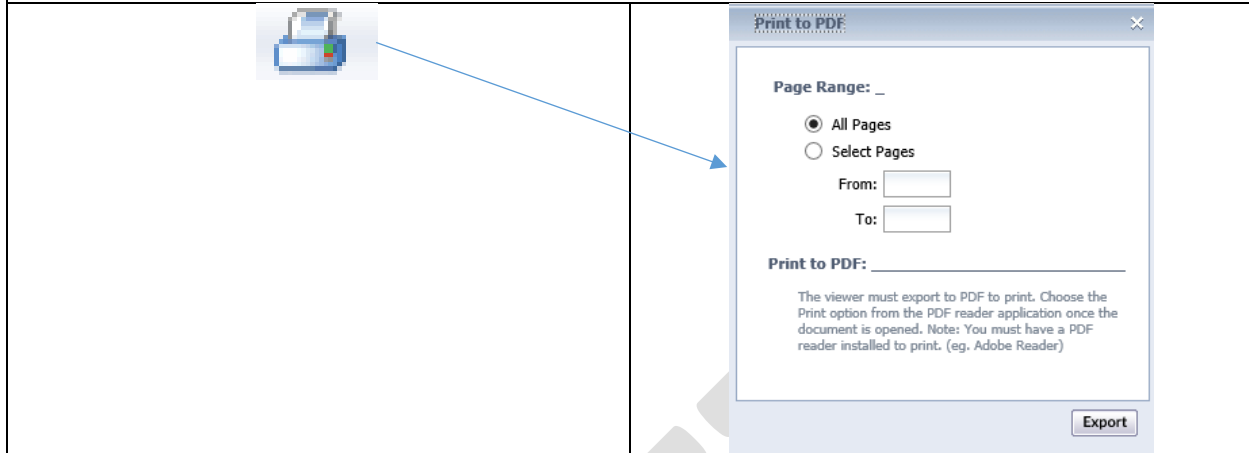 Print to PDF
Page Range: _
All Pages
Select Pages
From:
To:
Print to PDF: ____________________________
The viewer must export to PDF to print. Choose the
Print option from the PDF reader application once the
document is opened. Note: You must have a PDF
reader installed to print. (eg. Adobe Reader)
Export